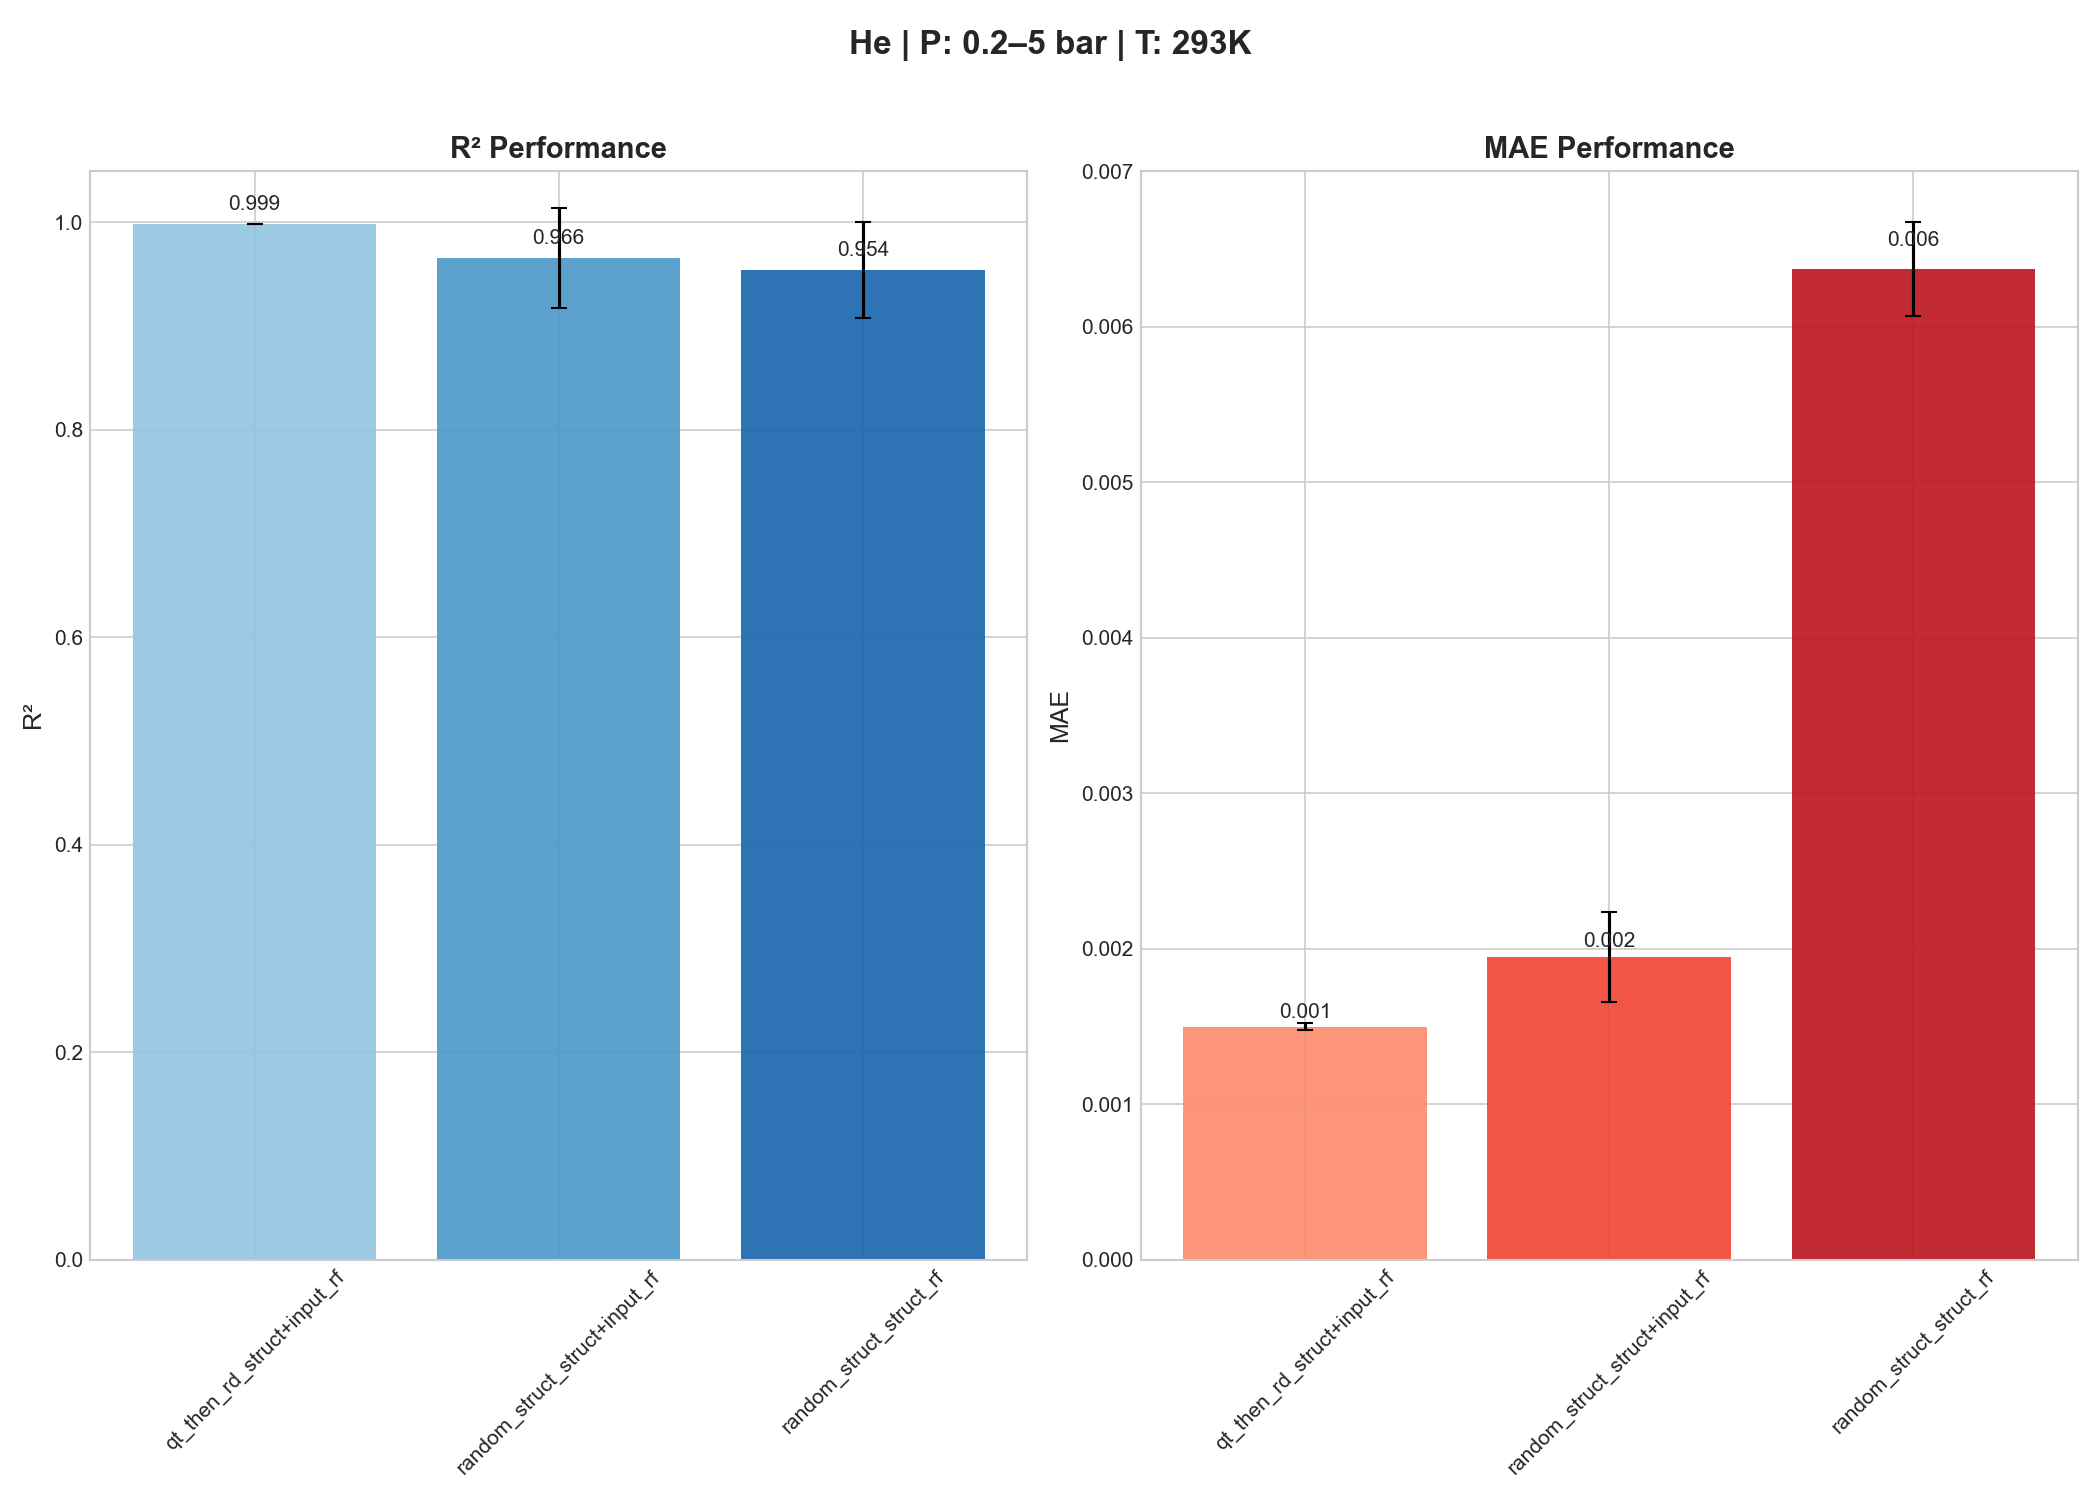 He | P: 0.2–5 bar | T: 293K
R² Performance
0.999
0.966
0.954
1.0
0.8
0.6
0.4
0.2
0.0
R²
qt_then_rd_struct+input_rf
random_struct_struct+input_rf
random_struct_struct_rf
MAE Performance
0.007
0.006
0.005
0.004
0.003
0.002
0.001
0.000
0.001
0.002
0.006
MAE
qt_then_rd_struct+input_rf
random_struct_struct+input_rf
random_struct_struct_rf